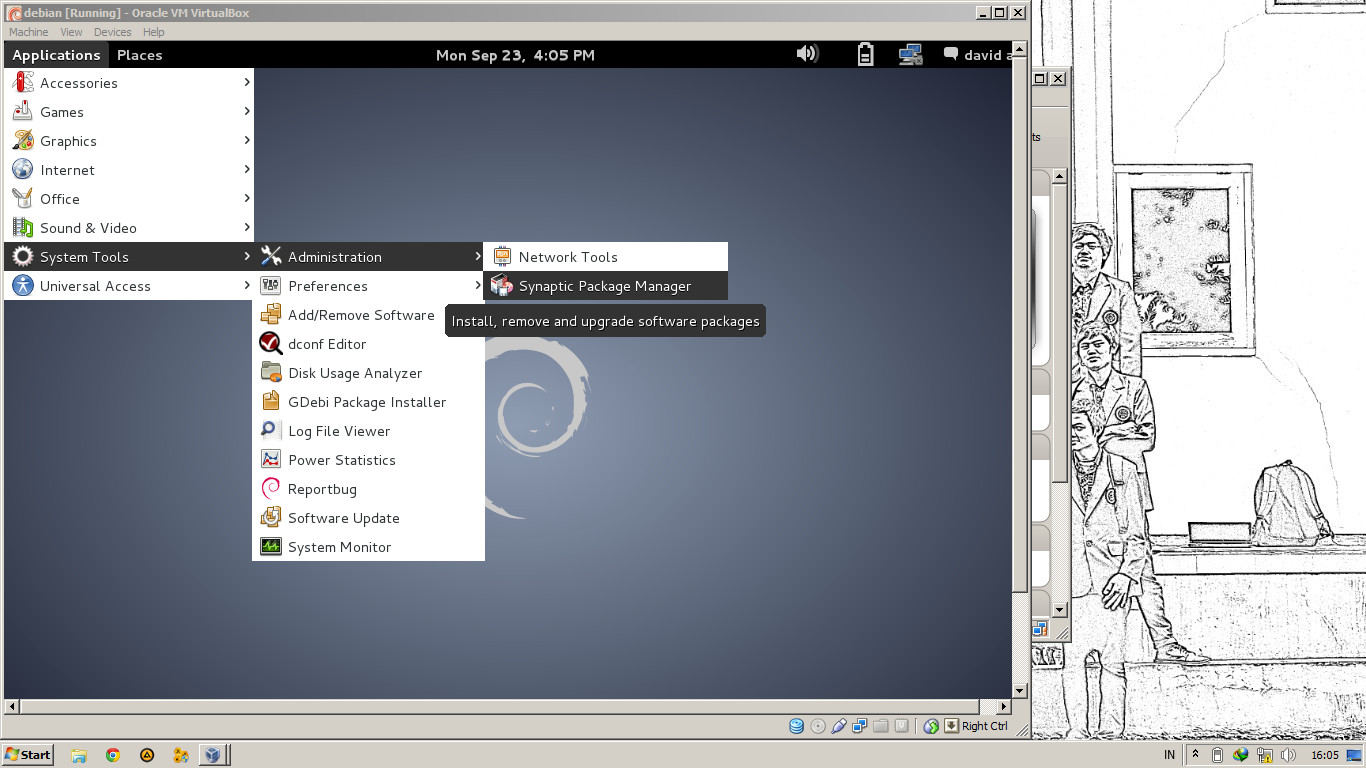 debian [Running] - Oracle VM VirtualBox
Machine View Devices Help
Applications Places Mon Sep 23, 4:05 PM david a
Accessories
Games
Graphics
Internet
Office
Sound & Video
System Tools
Universal Access
Administration
Preferences
Add/Remove Software
dconf Editor
Disk Usage Analyzer
GDebi Package Installer
Log File Viewer
Power Statistics
Reportbug
Software Update
System Monitor
Network Tools
Synaptic Package Manager
Install, remove and upgrade software packages
ts
Right Ctrl
Start IN 16:05